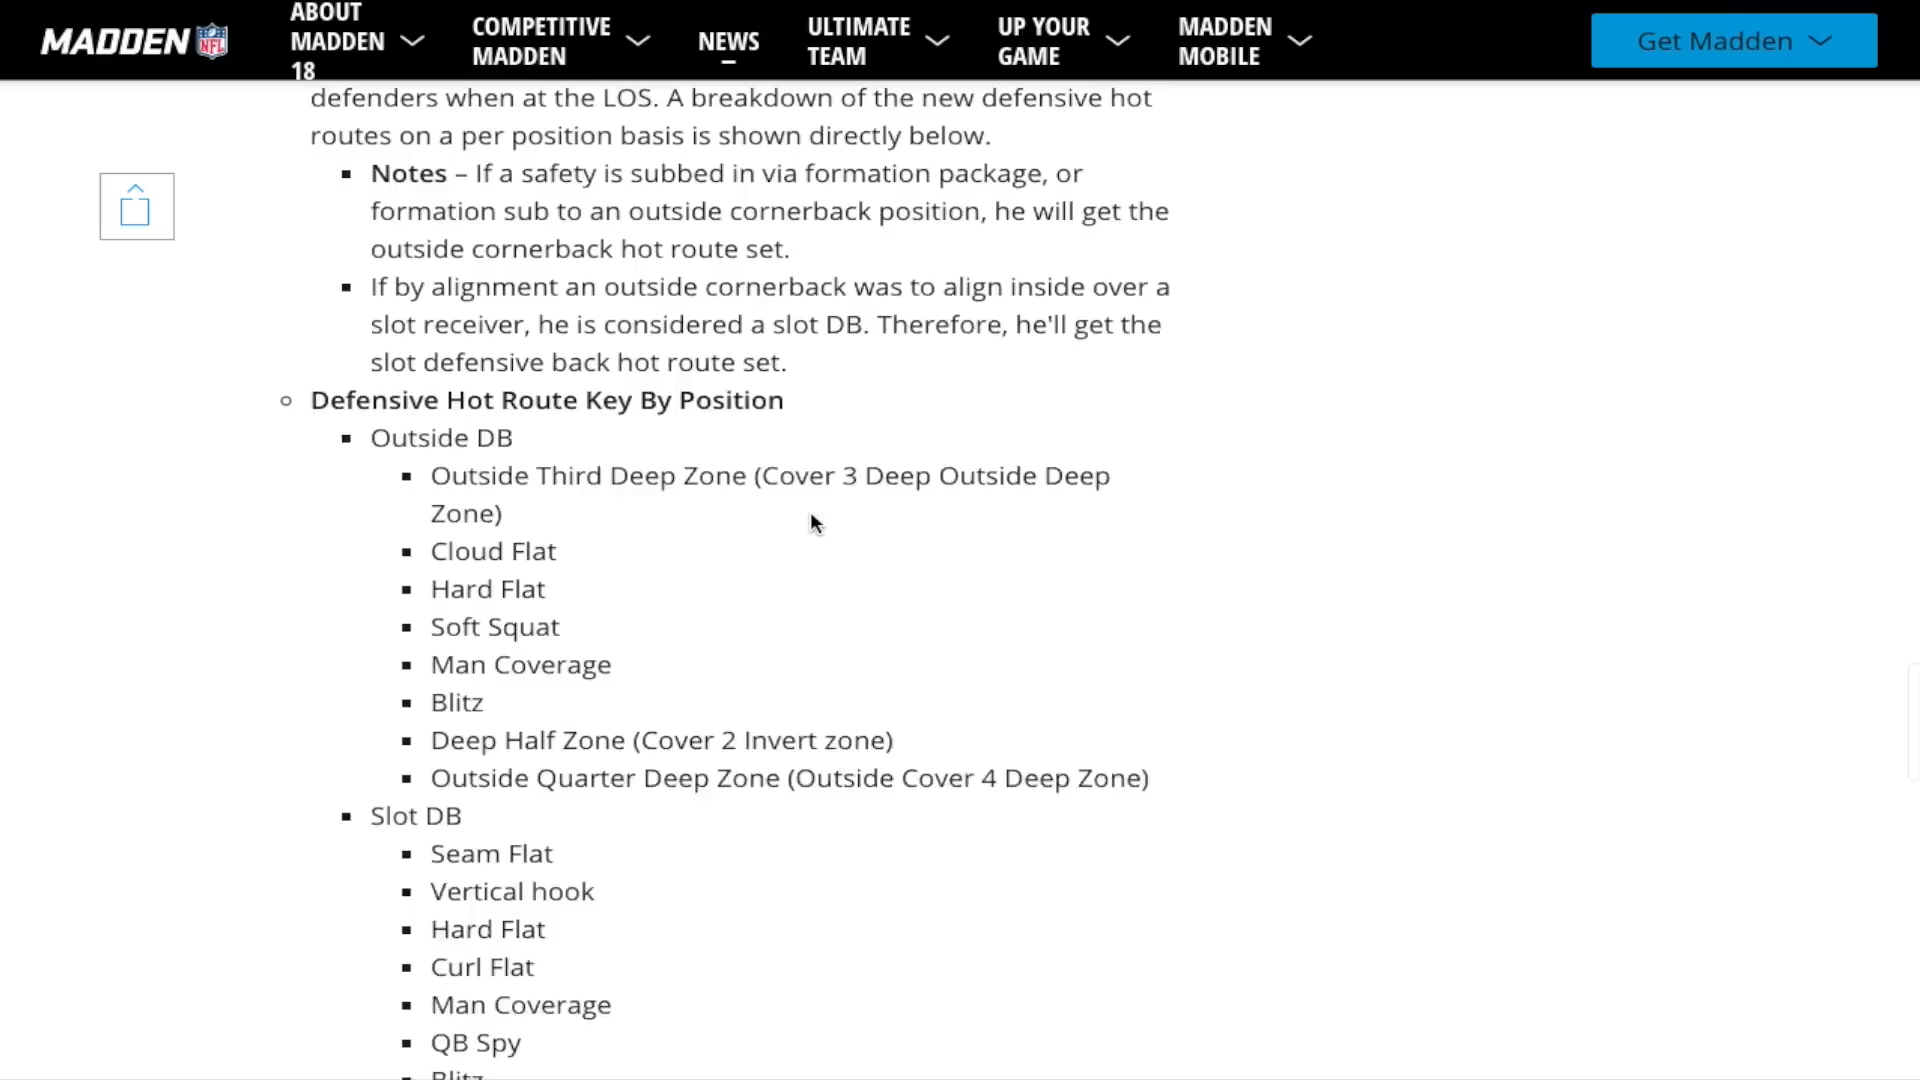 MADDEN NFL
ABOUT
MADDEN
18
COMPETITIVE
MADDEN
NEWS
ULTIMATE
TEAM
UP YOUR
GAME
MADDEN
MOBILE
Get Madden
defenders when at the LOS. A breakdown of the new defensive hot
routes on a per position basis is shown directly below.
Notes – If a safety is subbed in via formation package, or
formation sub to an outside cornerback position, he will get the
outside cornerback hot route set.
If by alignment an outside cornerback was to align inside over a
slot receiver, he is considered a slot DB. Therefore, he'll get the
slot defensive back hot route set.
Defensive Hot Route Key By Position
Outside DB
Outside Third Deep Zone (Cover 3 Deep Outside Deep
Zone)
Cloud Flat
Hard Flat
Soft Squat
Man Coverage
Blitz
Deep Half Zone (Cover 2 Invert zone)
Outside Quarter Deep Zone (Outside Cover 4 Deep Zone)
Slot DB
Seam Flat
Vertical hook
Hard Flat
Curl Flat
Man Coverage
QB Spy
Blitz